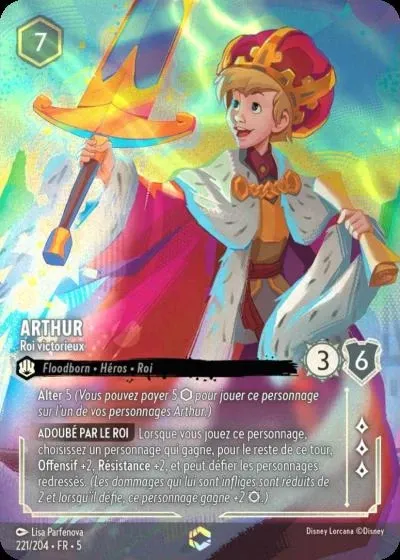 7
ARTHUR
Roi victorieux
Floodborn • Héros • Roi
3
6
Alter 5 (Vous pouvez payer 5 pour jouer ce personnage
sur l'un de vos personnages Arthur.)
ADOUBÉ PAR LE ROI Lorsque vous jouez ce personnage,
choisissez un personnage qui gagne, pour le reste de ce tour,
Offensif +2, Résistance +2, et peut défier les personnages
redressés. (Les dommages qui lui sont infligés sont réduits de
2 et lorsqu'il défie, ce personnage gagne +2 .)
Lisa Parfenova
Disney Lorcana ©Disney
221/204 • FR • 5